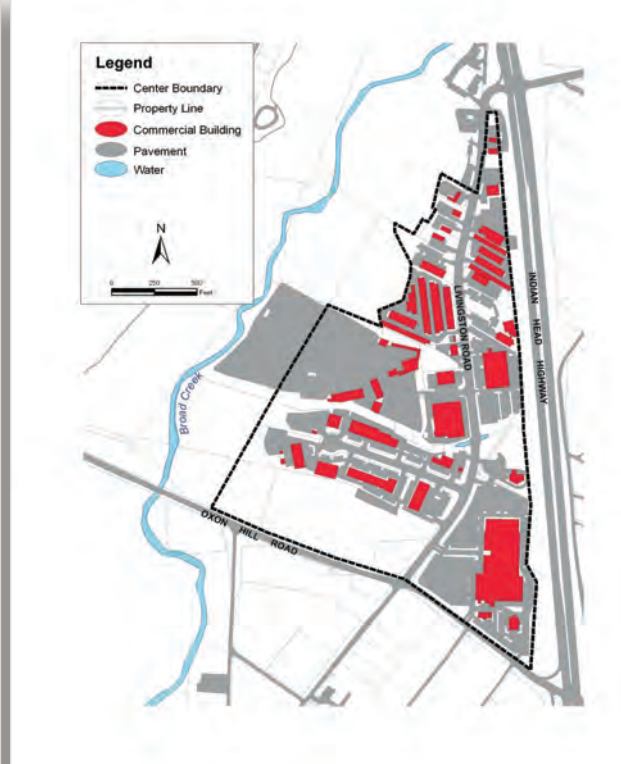 Legend
Center Boundary
Property Line
Commercial Building
Pavement
Water
N
0 250 500
Feet
LIVINGSTON ROAD
INDIAN HEAD HIGHWAY
Broad Creek
OXON HILL ROAD